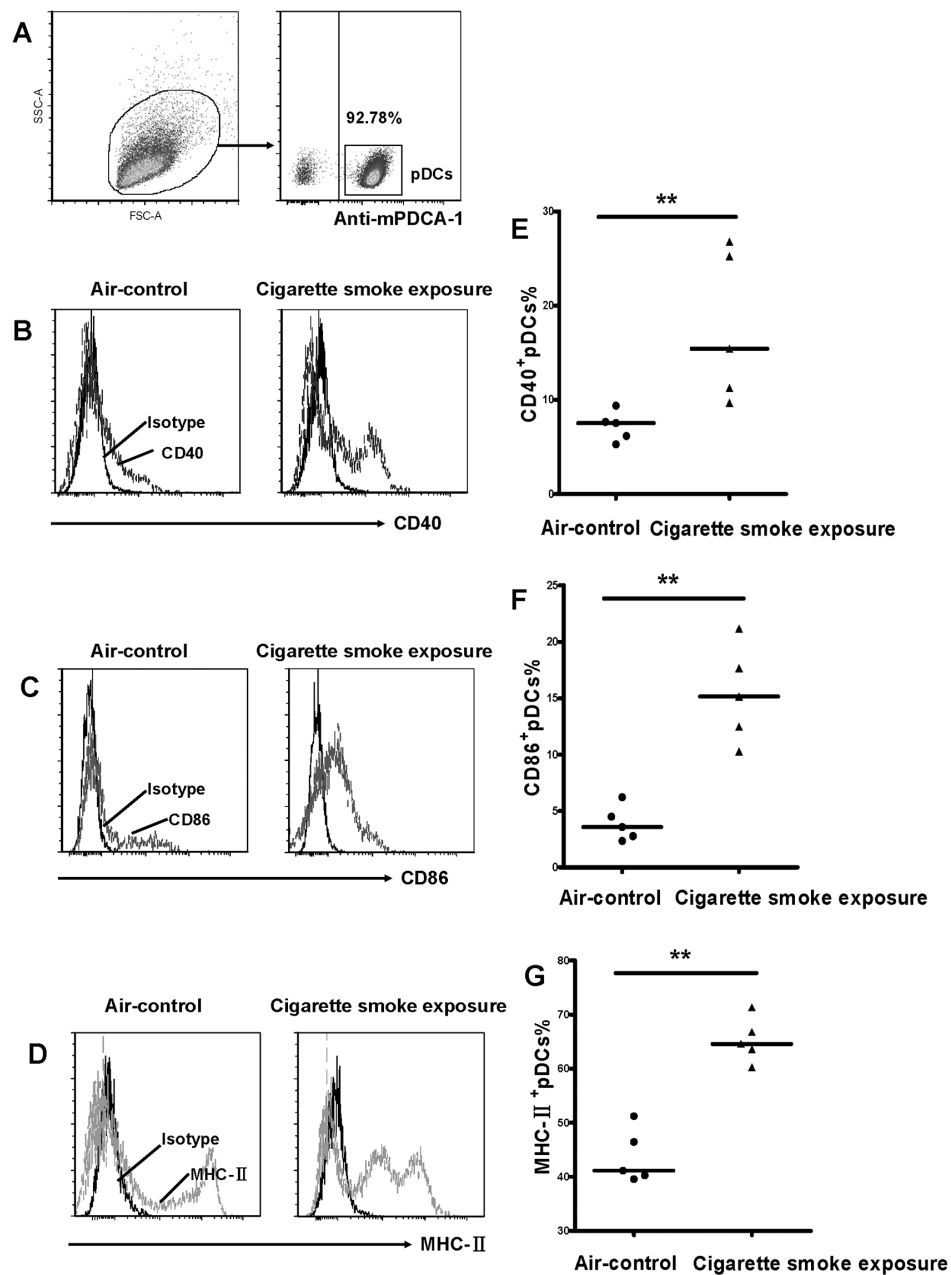 A
SSC-A
FSC-A
92.78%
pDCs
Anti-mPDCA-1
B
Air-control
Cigarette smoke exposure
Isotype
CD40
CD40
C
Air-control
Cigarette smoke exposure
Isotype
CD86
CD86
D
Air-control
Cigarette smoke exposure
Isotype
MHC-Ⅱ
MHC-Ⅱ
E
**
CD40+pDCs%
30
20
10
0
Air-control Cigarette smoke exposure
F
**
CD86+pDCs%
25
20
15
10
5
0
Air-control Cigarette smoke exposure
G
**
MHC-Ⅱ +pDCs%
80
70
60
50
40
30
Air-control Cigarette smoke exposure